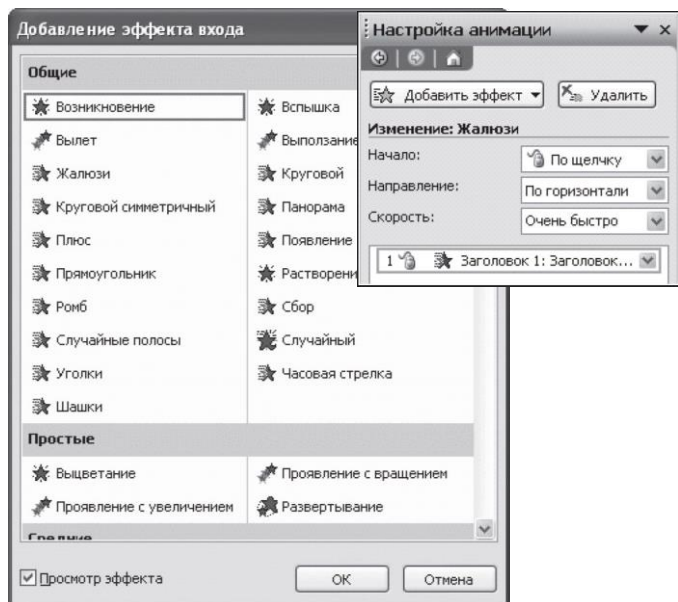 Добавление эффекта входа
Общие
Возникновение
Вспышка
Вылет
Выползание
Жалюзи
Круговой
Круговой симметричный
Панорама
Плюс
Появление
Прямоугольник
Ромб
Сбор
Случайные полосы
Случайный
Уголки
Часовая стрелка
Шашки
Простые
Выцветание
Проявление с вращением
Проявление с увеличением
Развертывание
Средние
Просмотр эффекта
ОК
Отмена
Настройка анимации
Добавить эффект
Удалить
Изменение: Жалюзи
Начало:
По щелчку
Направление:
По горизонтали
Скорость:
Очень быстро
1 Заголовок 1: Заголовок...